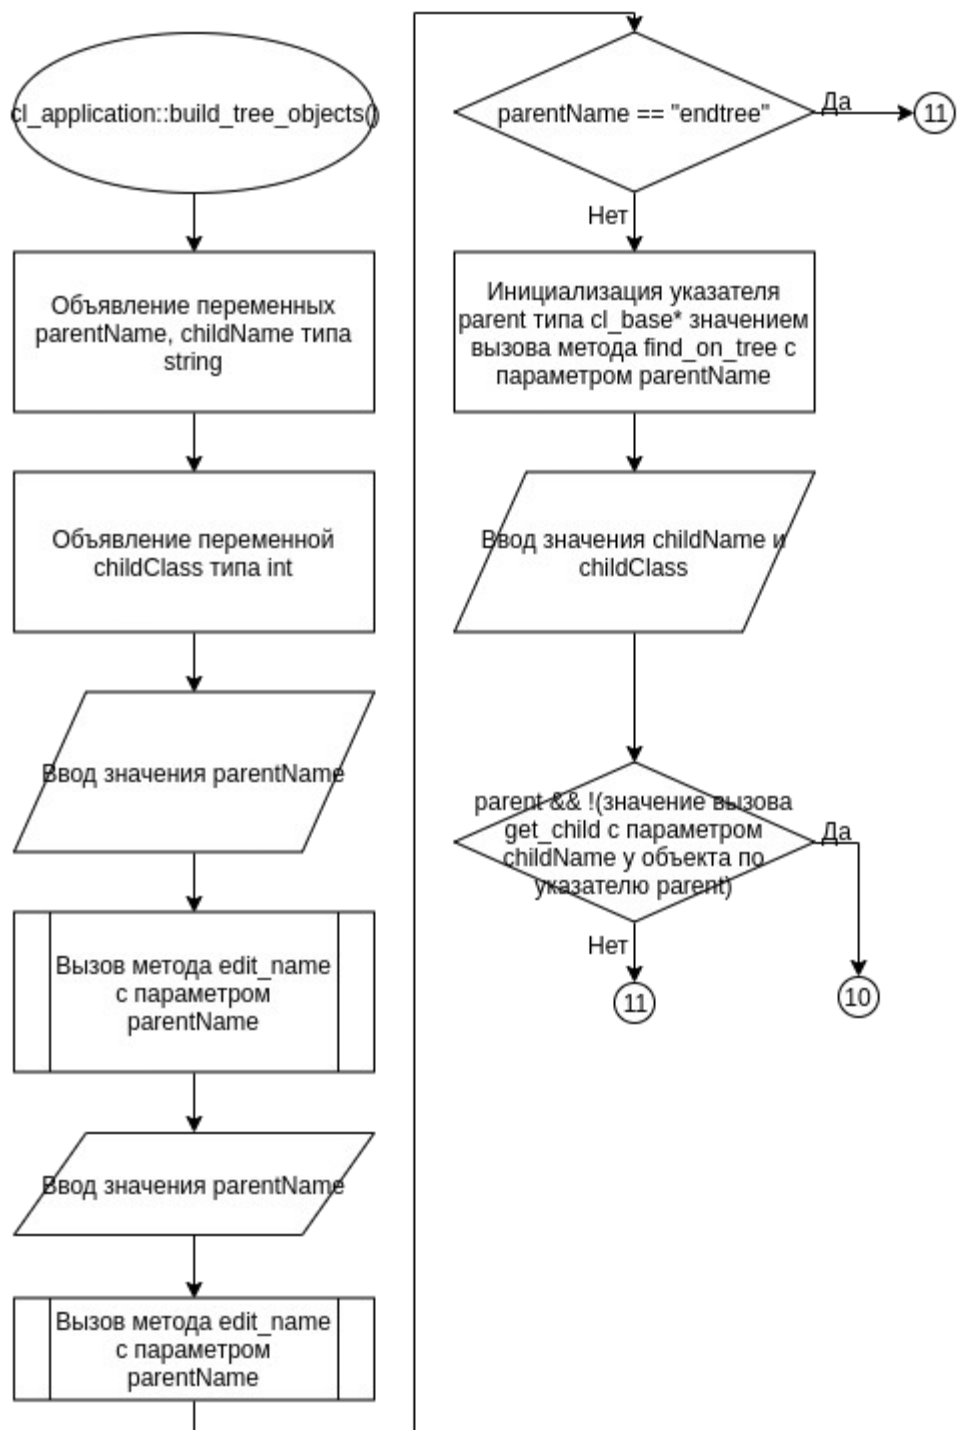 cl_application::build_tree_objects()
Объявление переменных
parentName, childName типа
string
Объявление переменной
childClass типа int
Ввод значения parentName
Вызов метода edit_name
с параметром
parentName
Ввод значения parentName
Вызов метода edit_name
с параметром
parentName
parentName == "endtree"
Да
11
Нет
Инициализация указателя
parent типа cl_base* значением
вызова метода find_on_tree с
параметром parentName
Ввод значения childName и
childClass
parent && !(значение вызова
get_child с параметром
childName у объекта по
указателю parent)
Да
Нет
11
10